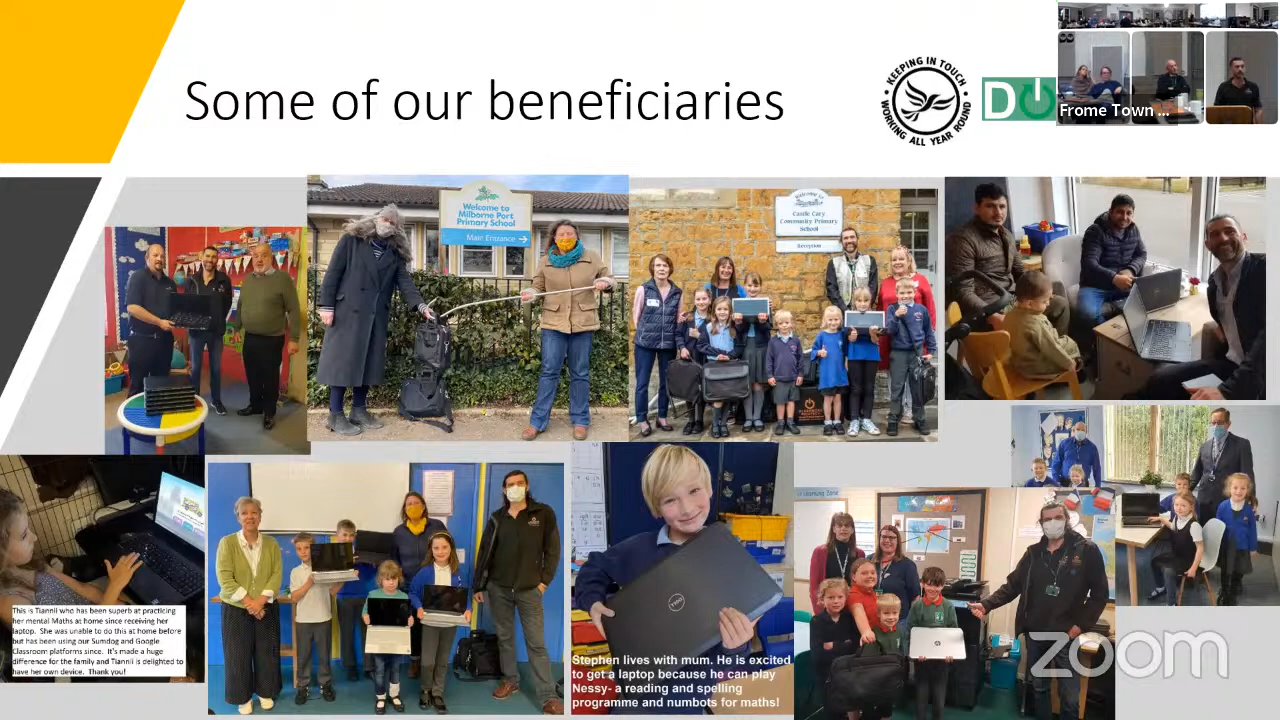 Some of our beneficiaries
KEEPING IN TOUCH
WORKING ALL YEAR ROUND
D
Frome Town ...
Welcome to
Milborne Port
Primary School
Main Entrance →
Castle Cary
Community Primary
School
Reception
This is Tiannii who has been superb at practicing
her mental Maths at home since receiving her
laptop. She was unable to do this at home before
but has been using our Sumdog and Google
Classroom platforms since. It's made a huge
difference for the family and Tiannii is delighted to
have her own device. Thank you!
DELL
Stephen lives with mum. He is excited
to get a laptop because he can play
Nessy- a reading and spelling
programme and numbots for maths!
Learning Zone
zoom